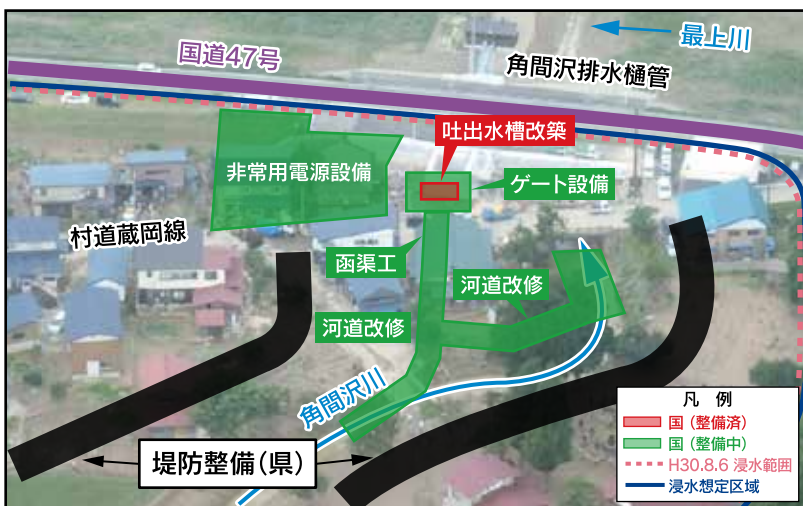 国道47号
最上川
角間沢排水樋管
吐出水槽改築
非常用電源設備
ゲート設備
村道蔵岡線
函渠工
河道改修
河道改修
角間沢川
堤防整備(県)
凡 例
国(整備済)
国(整備中)
H30.8.6 浸水範囲
浸水想定区域